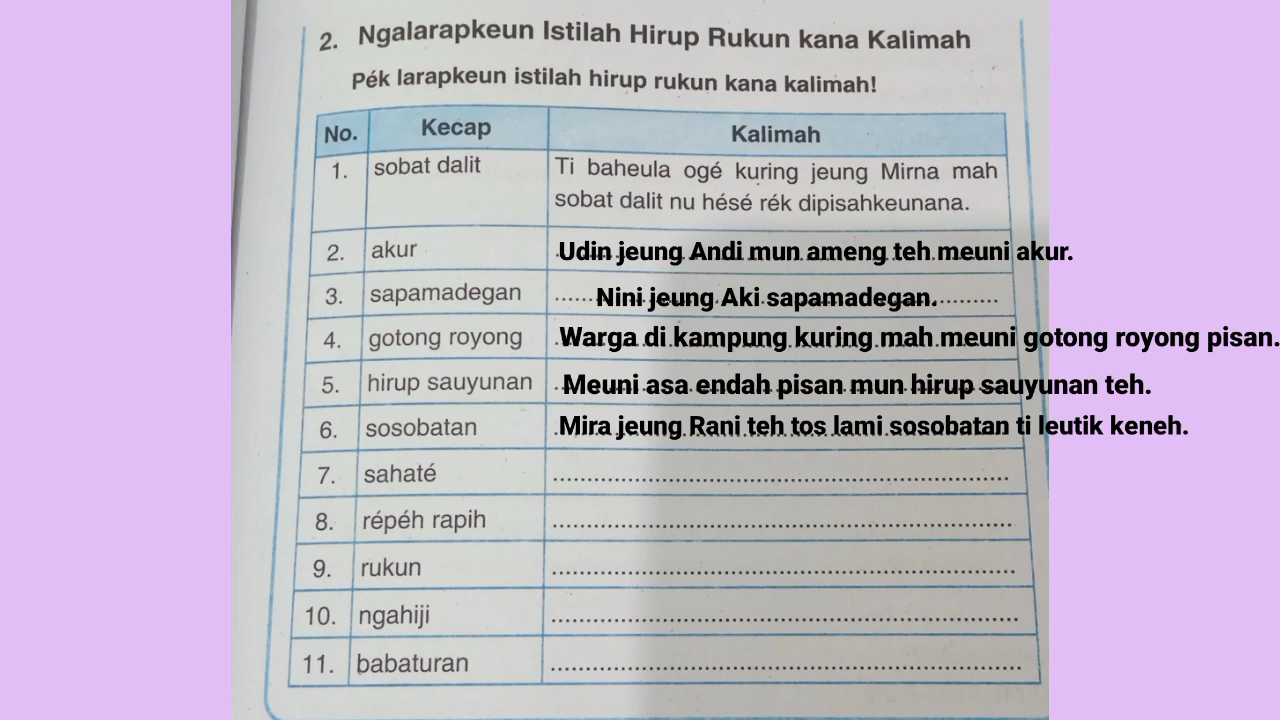 2. Ngalarapkeun Istilah Hirup Rukun kana Kalimah
Pék larapkeun istilah hirup rukun kana kalimah!
No. Kecap Kalimah
1. sobat dalit Ti baheula ogé kuring jeung Mirna mah
sobat dalit nu hésé rék dipisahkeunana.
2. akur Udin jeung Andi mun ameng teh meuni akur.
3. sapamadegan Nini jeung Aki sapamadegan.
4. gotong royong Warga di kampung kuring mah meuni gotong royong pisan.
5. hirup sauyunan Meuni asa endah pisan mun hirup sauyunan teh.
6. sosobatan Mira jeung Rani teh tos lami sosobatan ti leutik keneh.
7. sahaté
8. répéh rapih
9. rukun
10. ngahiji
11. babaturan